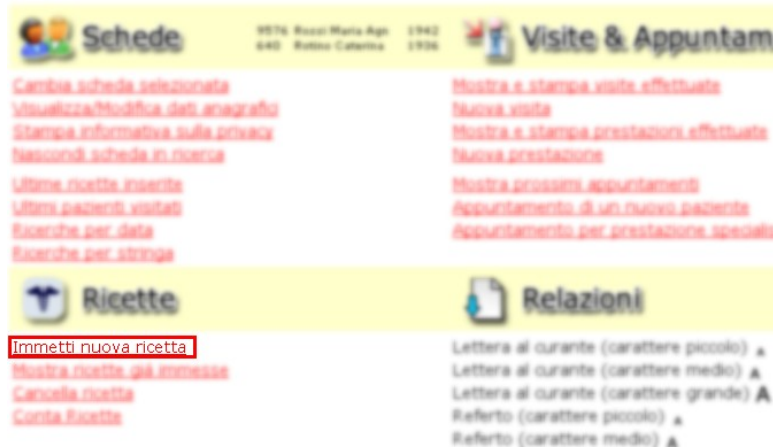 Schede
9576 Rossi Maria Agn 1942
640 Rotino Caterina 1936
Cambia scheda selezionata
Visualizza/Modifica dati anagrafici
Stampa informativa sulla privacy
Nascondi scheda in ricerca
Ultime ricette inserite
Ultimi pazienti visitati
Ricerche per data
Ricerche per stringa
Visite & Appuntam
Mostra e stampa visite effettuate
Nuova visita
Mostra e stampa prestazioni effettuate
Nuova prestazione
Mostra prossimi appuntamenti
Appuntamento di un nuovo paziente
Appuntamento per prestazione speciali
Ricette
Immetti nuova ricetta
Mostra ricette già immesse
Cancella ricetta
Conta Ricette
Relazioni
Lettera al curante (carattere piccolo) A
Lettera al curante (carattere medio) A
Lettera al curante (carattere grande) A
Referto (carattere piccolo) A
Referto (carattere medio) A